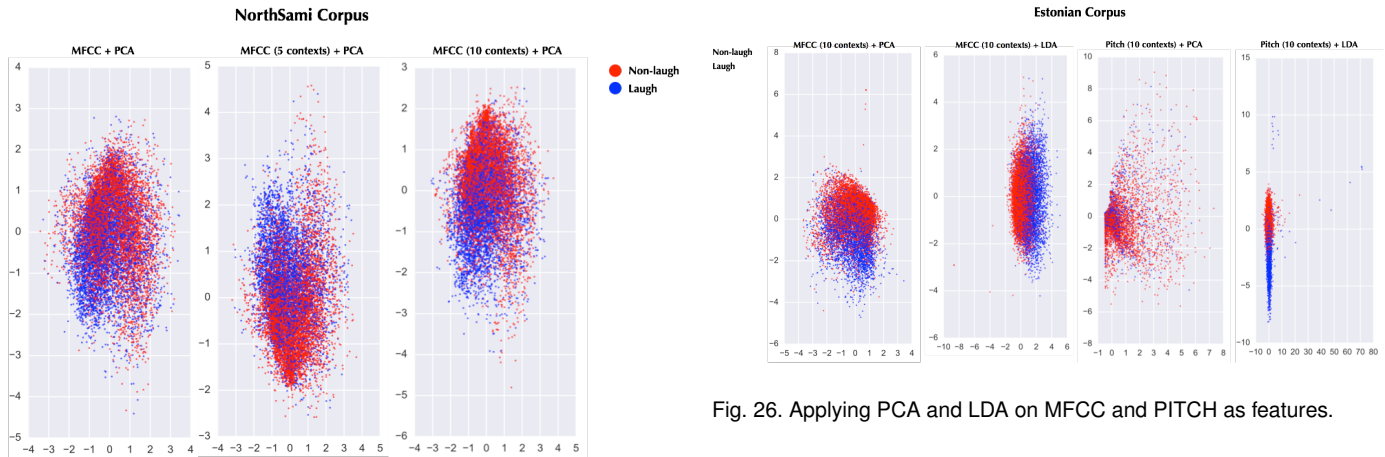 NorthSami Corpus
MFCC + PCA
MFCC (5 contexts) + PCA
MFCC (10 contexts) + PCA
Non-laugh
Laugh
4
3
2
1
0
−1
−2
−3
−4
−5
−4 −3 −2 −1 0 1 2 3 4
5
4
3
2
1
0
−1
−2
−3
−4 −3 −2 −1 0 1 2 3 4 5
3
2
1
0
−1
−2
−3
−4
−5
−6
−4 −3 −2 −1 0 1 2 3 4 5
Estonian Corpus
Non-laugh
Laugh
MFCC (10 contexts) + PCA
MFCC (10 contexts) + LDA
Pitch (10 contexts) + PCA
Pitch (10 contexts) + LDA
8
6
4
2
0
−2
−4
−6
−5 −4 −3 −2 −1 0 1 2 3 4
6
4
2
0
−2
−4
−6
−10 −8 −6 −4 −2 0 2 4 6
10
8
6
4
2
0
−2
−4
−6
−8
−1 0 1 2 3 4 5 6 7 8
15
10
5
0
−5
−10
−10 0 10 20 30 40 50 60 70 80
Fig. 26. Applying PCA and LDA on MFCC and PITCH as features.